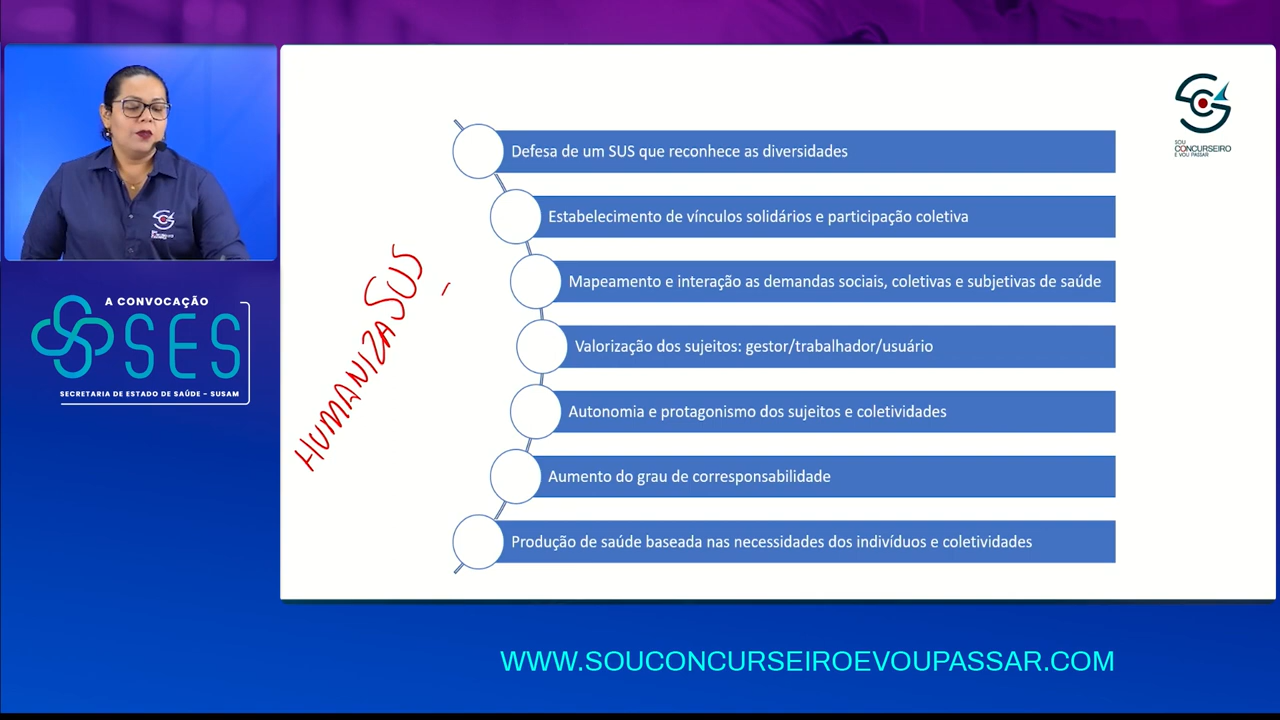 SOU
CONCURSEIRO
E VOU PASSAR
Defesa de um SUS que reconhece as diversidades
Estabelecimento de vínculos solidários e participação coletiva
Mapeamento e interação as demandas sociais, coletivas e subjetivas de saúde
Valorização dos sujeitos: gestor/trabalhador/usuário
Autonomia e protagonismo dos sujeitos e coletividades
Aumento do grau de corresponsabilidade
Produção de saúde baseada nas necessidades dos indivíduos e coletividades
HUMANIZASUS
A CONVOCAÇÃO
SES
SECRETARIA DE ESTADO DE SAÚDE - SUSAM
WWW.SOUCONCURSEIROEVOUPASSAR.COM